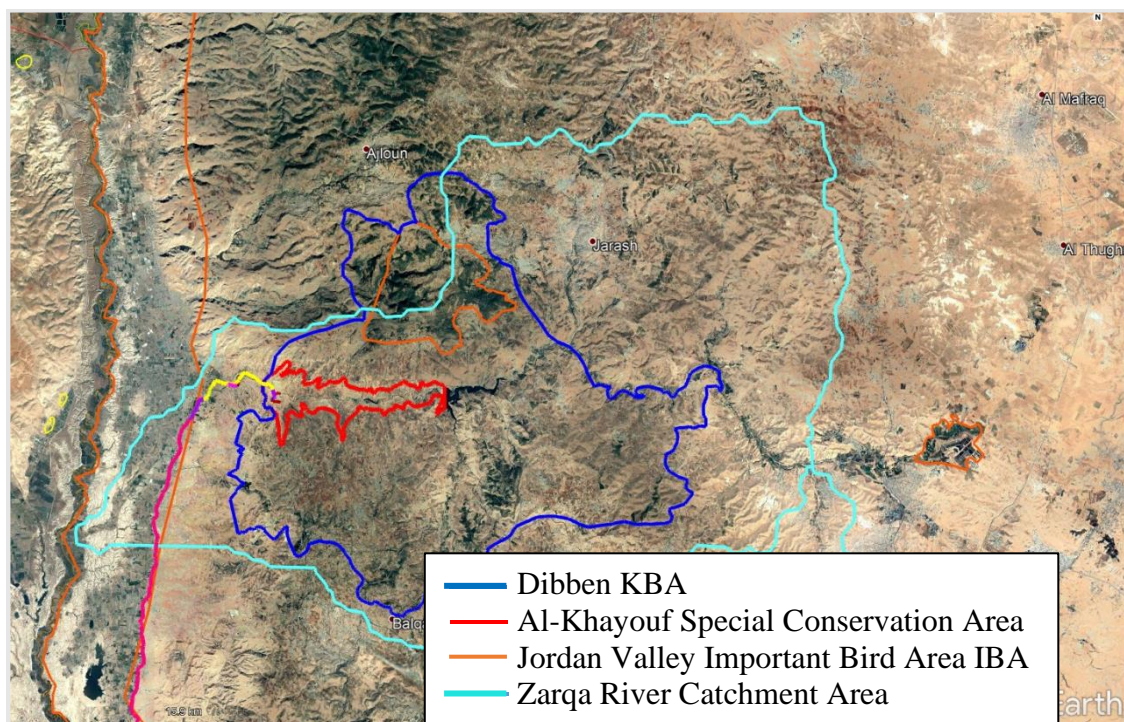 N
Al Mafraq
Ajloun
Jarash
Al Thughr
Balqa
Dibben KBA
Al-Khayouf Special Conservation Area
Jordan Valley Important Bird Area IBA
Zarqa River Catchment Area
Earth